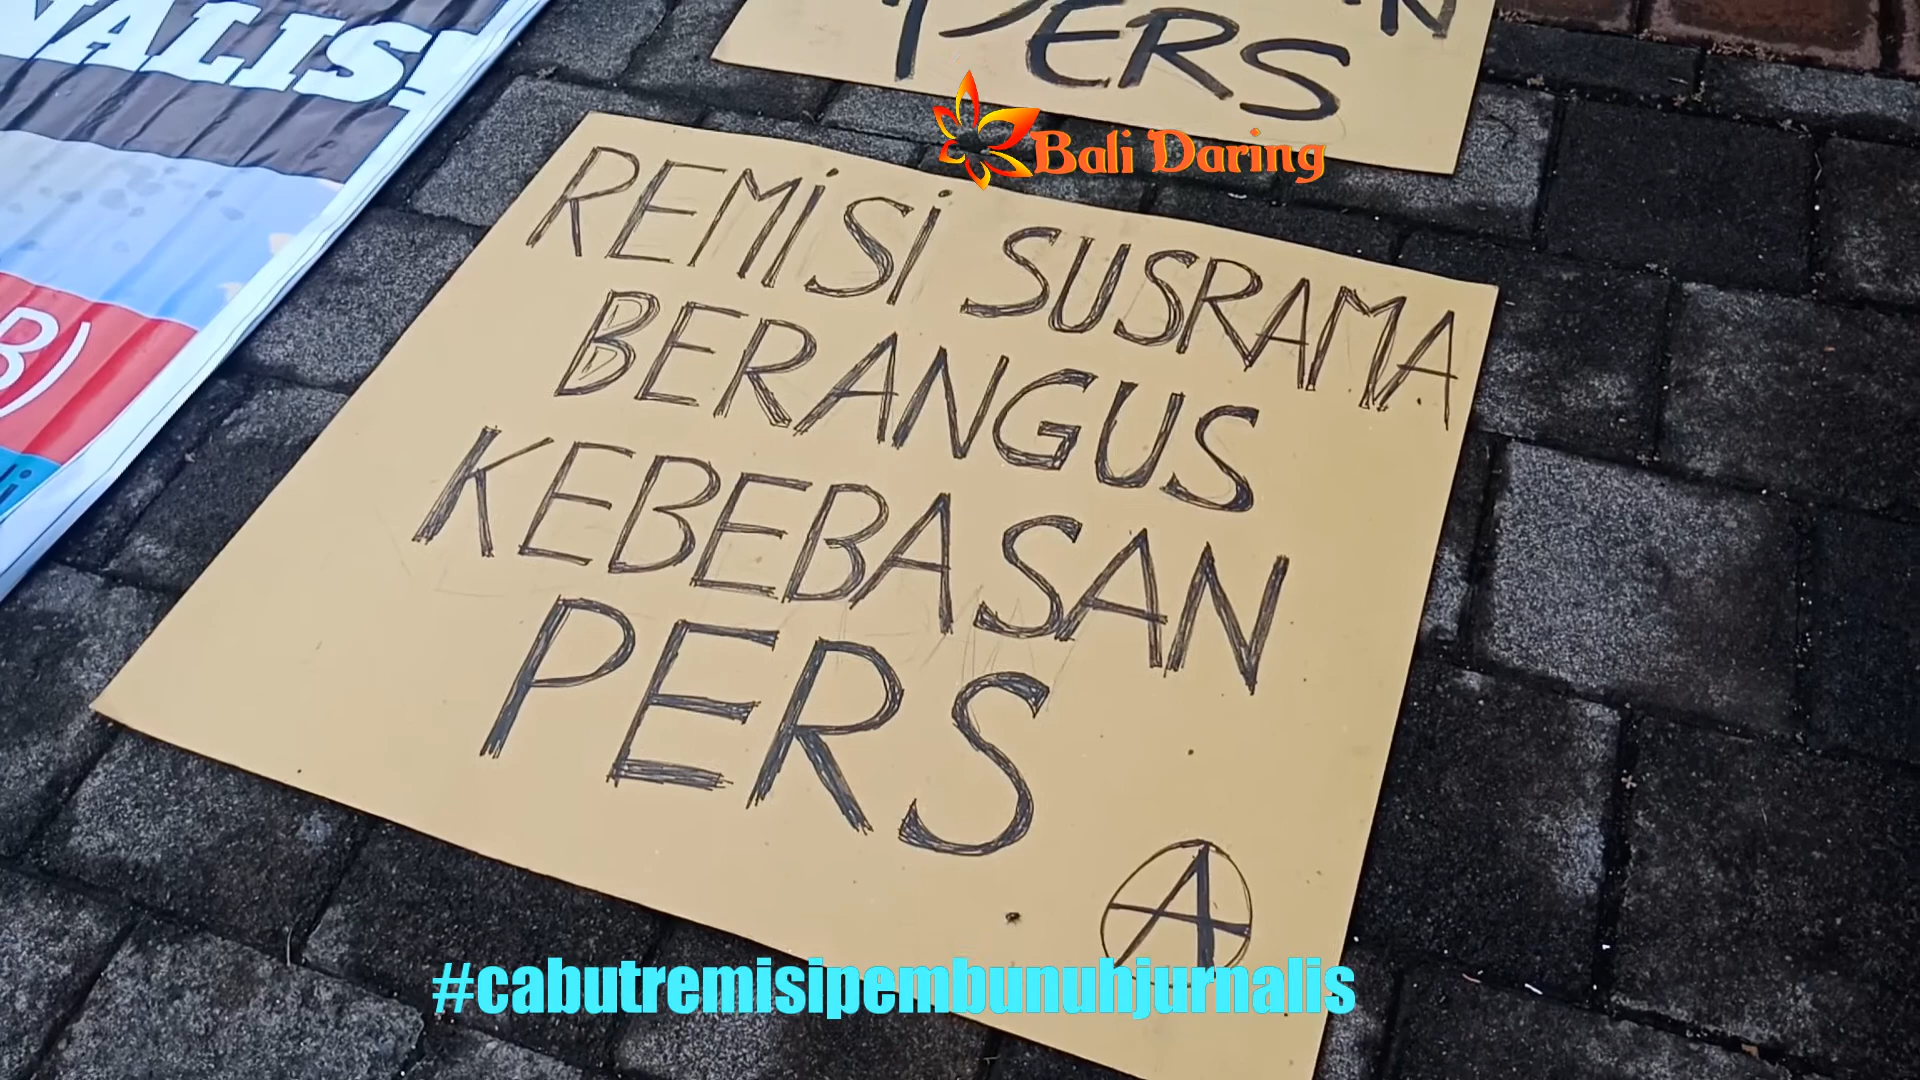 PERS
Bali Daring
REMiSi SUSRAMA
BERANGUS
KEBEBASAN
PERS
A
#cabutremisipembunuhjurnalis